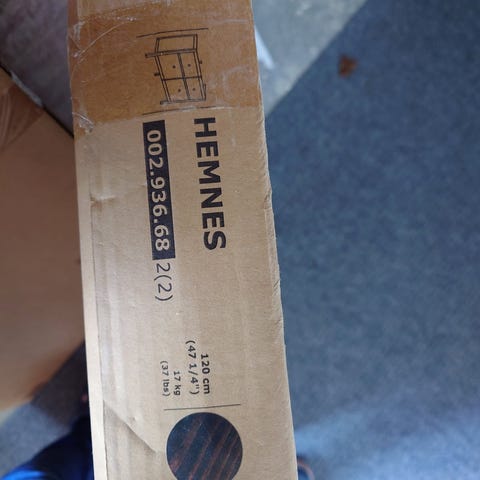 HEMNES
002.936.68 2(2)
120 cm
(47 1/4")
17 kg
(37 lbs)